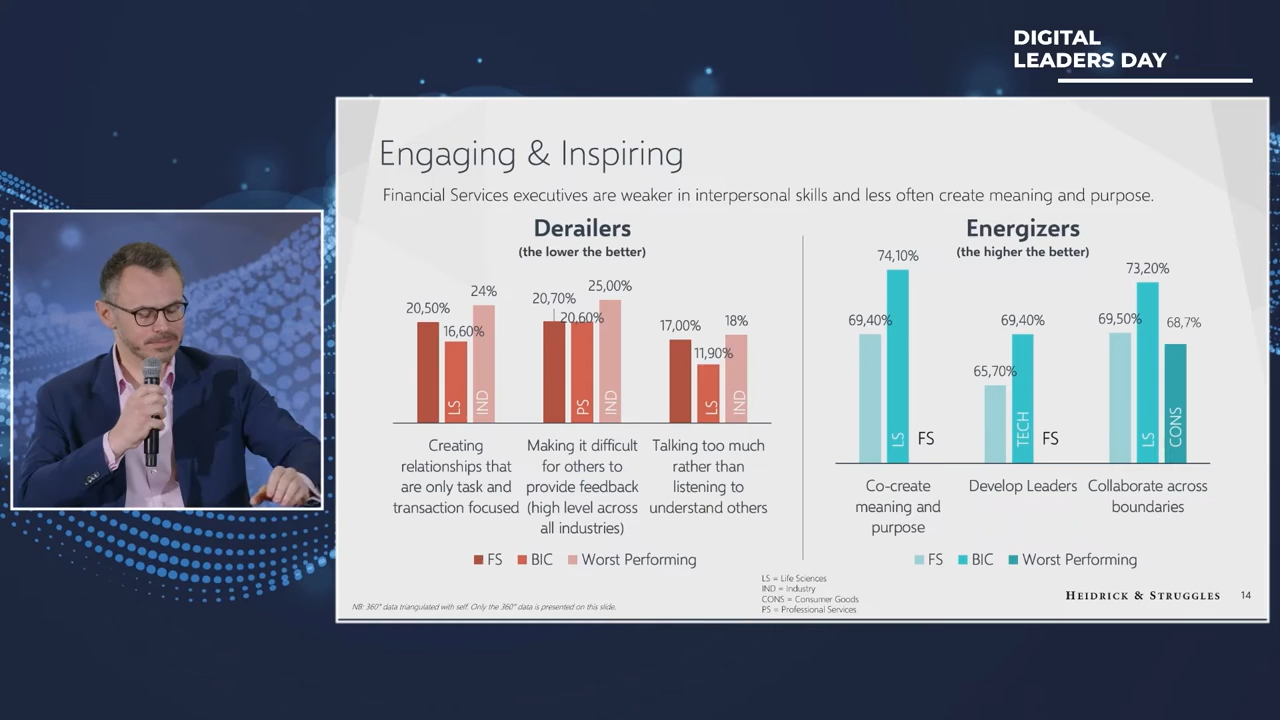 DIGITAL
LEADERS DAY
Engaging & Inspiring
Financial Services executives are weaker in interpersonal skills and less often create meaning and purpose.
Derailers
(the lower the better)
20,50%
16,60%
24%
20,70%
20,60%
25,00%
17,00%
11,90%
18%
LS
IND
PS
IND
LS
IND
Creating
relationships that
are only task and
transaction focused
Making it difficult
for others to
provide feedback
(high level across
all industries)
Talking too much
rather than
listening to
understand others
FS
BIC
Worst Performing
Energizers
(the higher the better)
69,40%
74,10%
65,70%
69,40%
69,50%
73,20%
68,7%
LS
FS
TECH
FS
LS
CONS
Co-create
meaning and
purpose
Develop Leaders
Collaborate across
boundaries
FS
BIC
Worst Performing
NB: 360° data triangulated with self. Only the 360° data is presented on this slide.
LS = Life Sciences
IND = Industry
CONS = Consumer Goods
PS = Professional Services
HEIDRICK & STRUGGLES
14